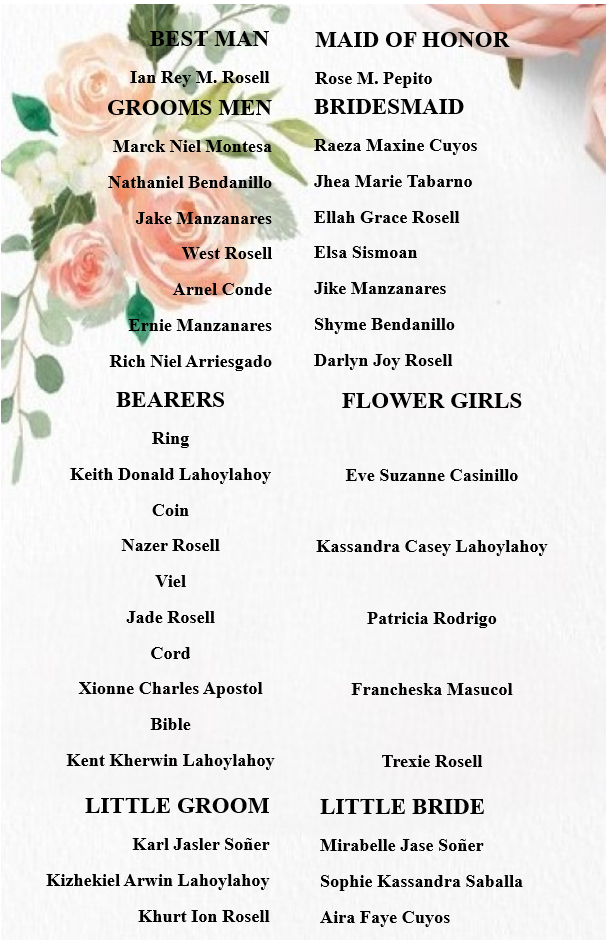 BEST MAN MAID OF HONOR
Ian Rey M. Rosell Rose M. Pepito
GROOMS MEN BRIDESMAID
Marck Niel Montesa Raeza Maxine Cuyos
Nathaniel Bendanillo Jhea Marie Tabarno
Jake Manzanares Ellah Grace Rosell
West Rosell Elsa Sismoan
Arnel Conde Jike Manzanares
Ernie Manzanares Shyme Bendanillo
Rich Niel Arriesgado Darlyn Joy Rosell
BEARERS FLOWER GIRLS
Ring
Keith Donald Lahoylahoy Eve Suzanne Casinillo
Coin
Nazer Rosell Kassandra Casey Lahoylahoy
Viel
Jade Rosell Patricia Rodrigo
Cord
Xionne Charles Apostol Francheska Masucol
Bible
Kent Kherwin Lahoylahoy Trexie Rosell
LITTLE GROOM LITTLE BRIDE
Karl Jasler Soñer Mirabelle Jase Soñer
Kizhekiel Arwin Lahoylahoy Sophie Kassandra Saballa
Khurt Ion Rosell Aira Faye Cuyos